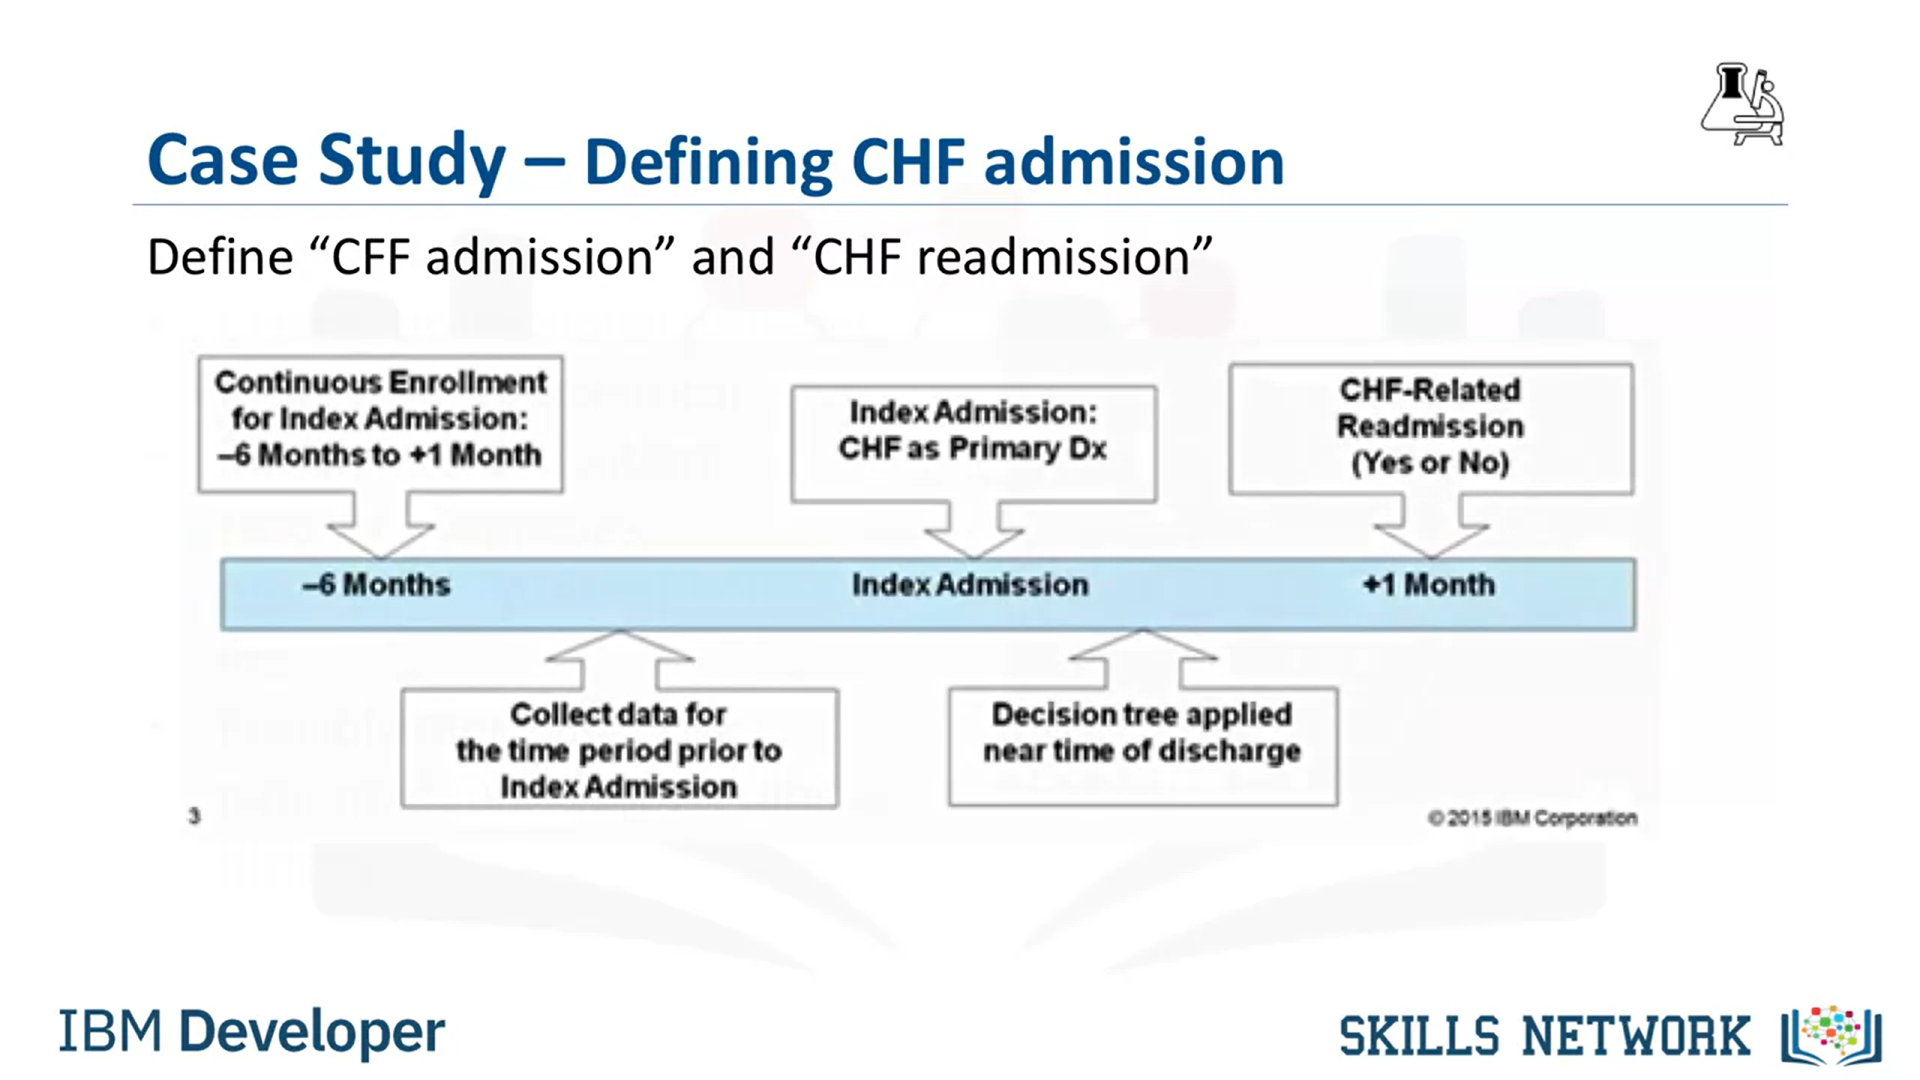 Case Study – Defining CHF admission
Define “CFF admission” and “CHF readmission”
Continuous Enrollment
for Index Admission:
–6 Months to +1 Month
Index Admission:
CHF as Primary Dx
CHF-Related
Readmission
(Yes or No)
–6 Months
Index Admission
+1 Month
Collect data for
the time period prior to
Index Admission
Decision tree applied
near time of discharge
3
© 2015 IBM Corporation
IBM Developer
SKILLS NETWORK